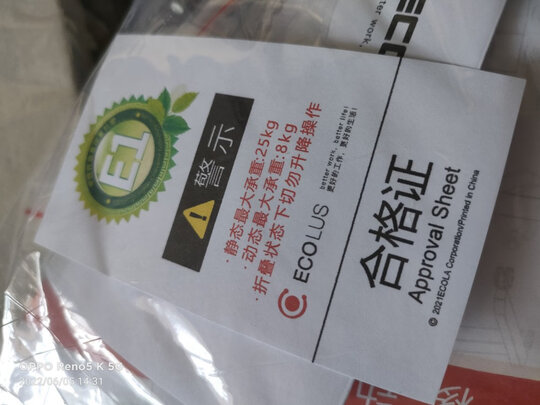 E1
警示
·静态最大承重:25kg
·动态最大承重:8kg
·折叠状态下切勿升降操作
ECOLUS
better work, better life!
更好的工作，更好的生活!
合格证
Approval Sheet
© 2021ECOLA Corporation/Printed in China
OPPO Reno5 K 5G
2022/06/06 14:31